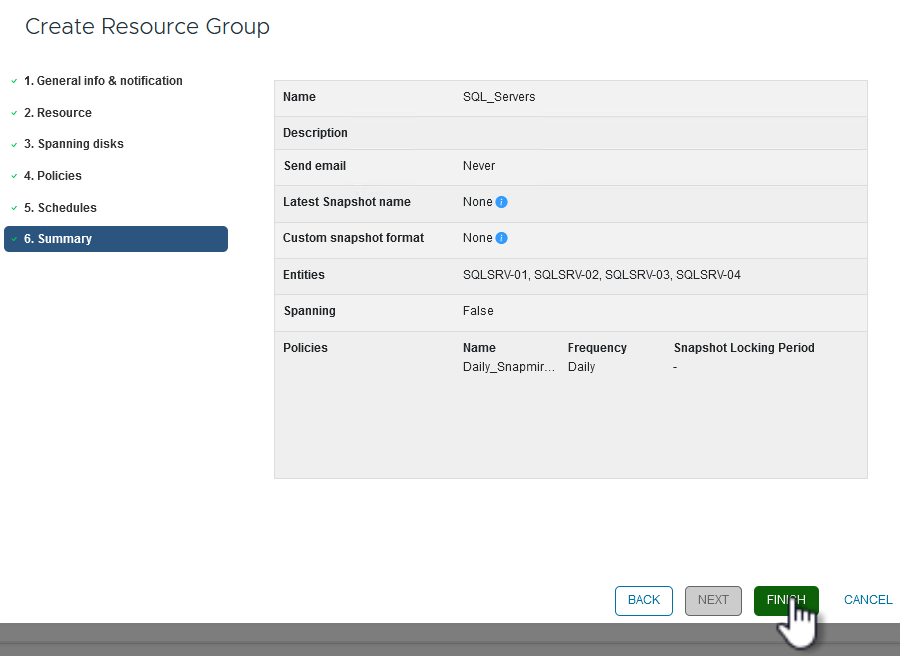 Create Resource Group
1. General info & notification
2. Resource
3. Spanning disks
4. Policies
5. Schedules
6. Summary
Name SQL_Servers
Description
Send email Never
Latest Snapshot name None
Custom snapshot format None
Entities SQLSRV-01, SQLSRV-02, SQLSRV-03, SQLSRV-04
Spanning False
Policies Name Frequency Snapshot Locking Period
Daily_Snapmir... Daily -
BACK NEXT FINISH CANCEL